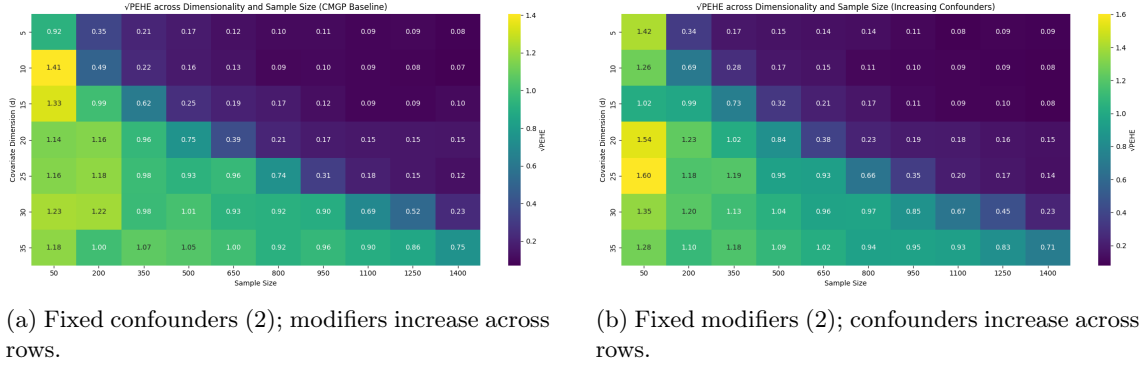 √PEHE across Dimensionality and Sample Size (CMGP Baseline)
5 0.92 0.35 0.21 0.17 0.12 0.10 0.11 0.09 0.09 0.08
10 1.41 0.49 0.22 0.16 0.13 0.09 0.10 0.09 0.08 0.07
15 1.33 0.99 0.62 0.25 0.19 0.17 0.12 0.09 0.09 0.10
20 1.14 1.16 0.96 0.75 0.39 0.21 0.17 0.15 0.15 0.15
25 1.16 1.18 0.98 0.93 0.96 0.74 0.31 0.18 0.15 0.12
30 1.23 1.22 0.98 1.01 0.93 0.92 0.90 0.69 0.52 0.23
35 1.18 1.00 1.07 1.05 1.00 0.92 0.96 0.90 0.86 0.75
50 200 350 500 650 800 950 1100 1250 1400
Sample Size
Covariate Dimension (d)
1.4
1.2
1.0
0.8
0.6
0.4
0.2
√PEHE
(a) Fixed confounders (2); modifiers increase across
rows.
√PEHE across Dimensionality and Sample Size (Increasing Confounders)
5 1.42 0.34 0.17 0.15 0.14 0.14 0.11 0.08 0.09 0.09
10 1.26 0.69 0.28 0.17 0.15 0.11 0.10 0.09 0.09 0.08
15 1.02 0.99 0.73 0.32 0.21 0.17 0.11 0.09 0.10 0.08
20 1.54 1.23 1.02 0.84 0.38 0.23 0.19 0.18 0.16 0.15
25 1.60 1.18 1.19 0.95 0.93 0.66 0.35 0.20 0.17 0.14
30 1.35 1.20 1.13 1.04 0.96 0.97 0.85 0.67 0.45 0.23
35 1.28 1.10 1.18 1.09 1.02 0.94 0.95 0.93 0.83 0.71
50 200 350 500 650 800 950 1100 1250 1400
Sample Size
Covariate Dimension (d)
1.6
1.4
1.2
1.0
0.8
0.6
0.4
0.2
√PEHE
(b) Fixed modifiers (2); confounders increase across
rows.